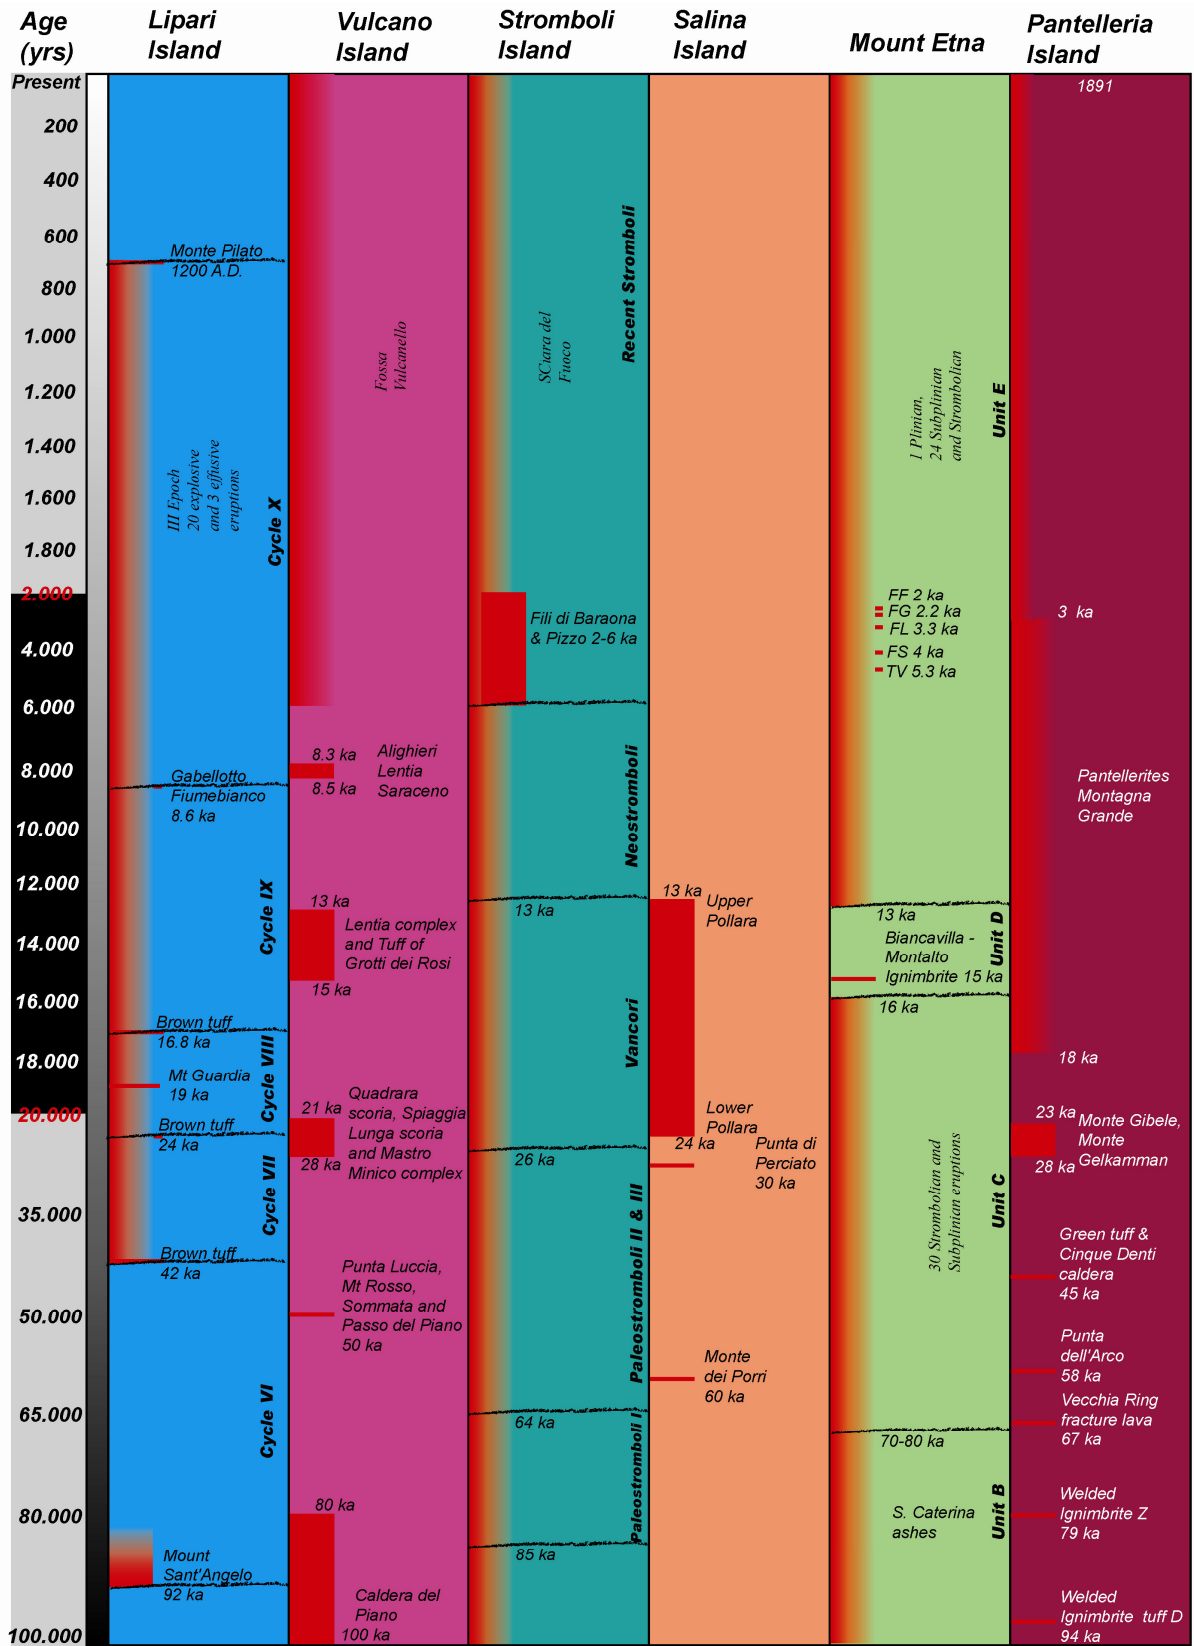 Age
(yrs)
Lipari
Island
Vulcano
Island
Stromboli
Island
Salina
Island
Mount Etna
Pantelleria
Island
Present
200
400
600
800
1.000
1.200
1.400
1.600
1.800
2.000
4.000
6.000
8.000
10.000
12.000
14.000
16.000
18.000
20.000
35.000
50.000
65.000
80.000
100.000
Monte Pilato
1200 A.D.
III Epoch
20 explosive
and 3 effusive
eruptions
Cycle X
Gabellotto
Fiumebianco
8.6 ka
Cycle IX
Brown tuff
16.8 ka
Mt Guardia
19 ka
Cycle VIII
Brown tuff
24 ka
Cycle VII
Brown tuff
42 ka
Cycle VI
Mount
Sant'Angelo
92 ka
Fossa
Vulcanello
8.3 ka
8.5 ka
Alighieri
Lentia
Saraceno
13 ka
Lentia complex
and Tuff of
Grotti dei Rosi
15 ka
21 ka
28 ka
Quadrara
scoria, Spiaggia
Lunga scoria
and Mastro
Minico complex
Punta Luccia,
Mt Rosso,
Sommata and
Passo del Piano
50 ka
80 ka
Caldera del
Piano
100 ka
Recent Stromboli
SCiara del
Fuoco
Fili di Baraona
& Pizzo 2-6 ka
Neostromboli
13 ka
Vancori
26 ka
Paleostromboli II & III
64 ka
Paleostromboli I
85 ka
13 ka
Upper
Pollara
Lower
Pollara
24 ka
Punta di
Perciato
30 ka
Monte
dei Porri
60 ka
1 Plinian,
24 Subplinian
and Strombolian
Unit E
FF 2 ka
FG 2.2 ka
FL 3.3 ka
FS 4 ka
TV 5.3 ka
13 ka
Biancavilla -
Montalto
Ignimbrite 15 ka
Unit D
16 ka
30 Strombolian and
Subplinian eruptions
Unit C
70-80 ka
S. Caterina
ashes
Unit B
1891
3 ka
Pantellerites
Montagna
Grande
18 ka
23 ka
28 ka
Monte Gibele,
Monte
Gelkamman
Green tuff &
Cinque Denti
caldera
45 ka
Punta
dell'Arco
58 ka
Vecchia Ring
fracture lava
67 ka
Welded
Ignimbrite Z
79 ka
Welded
Ignimbrite tuff D
94 ka